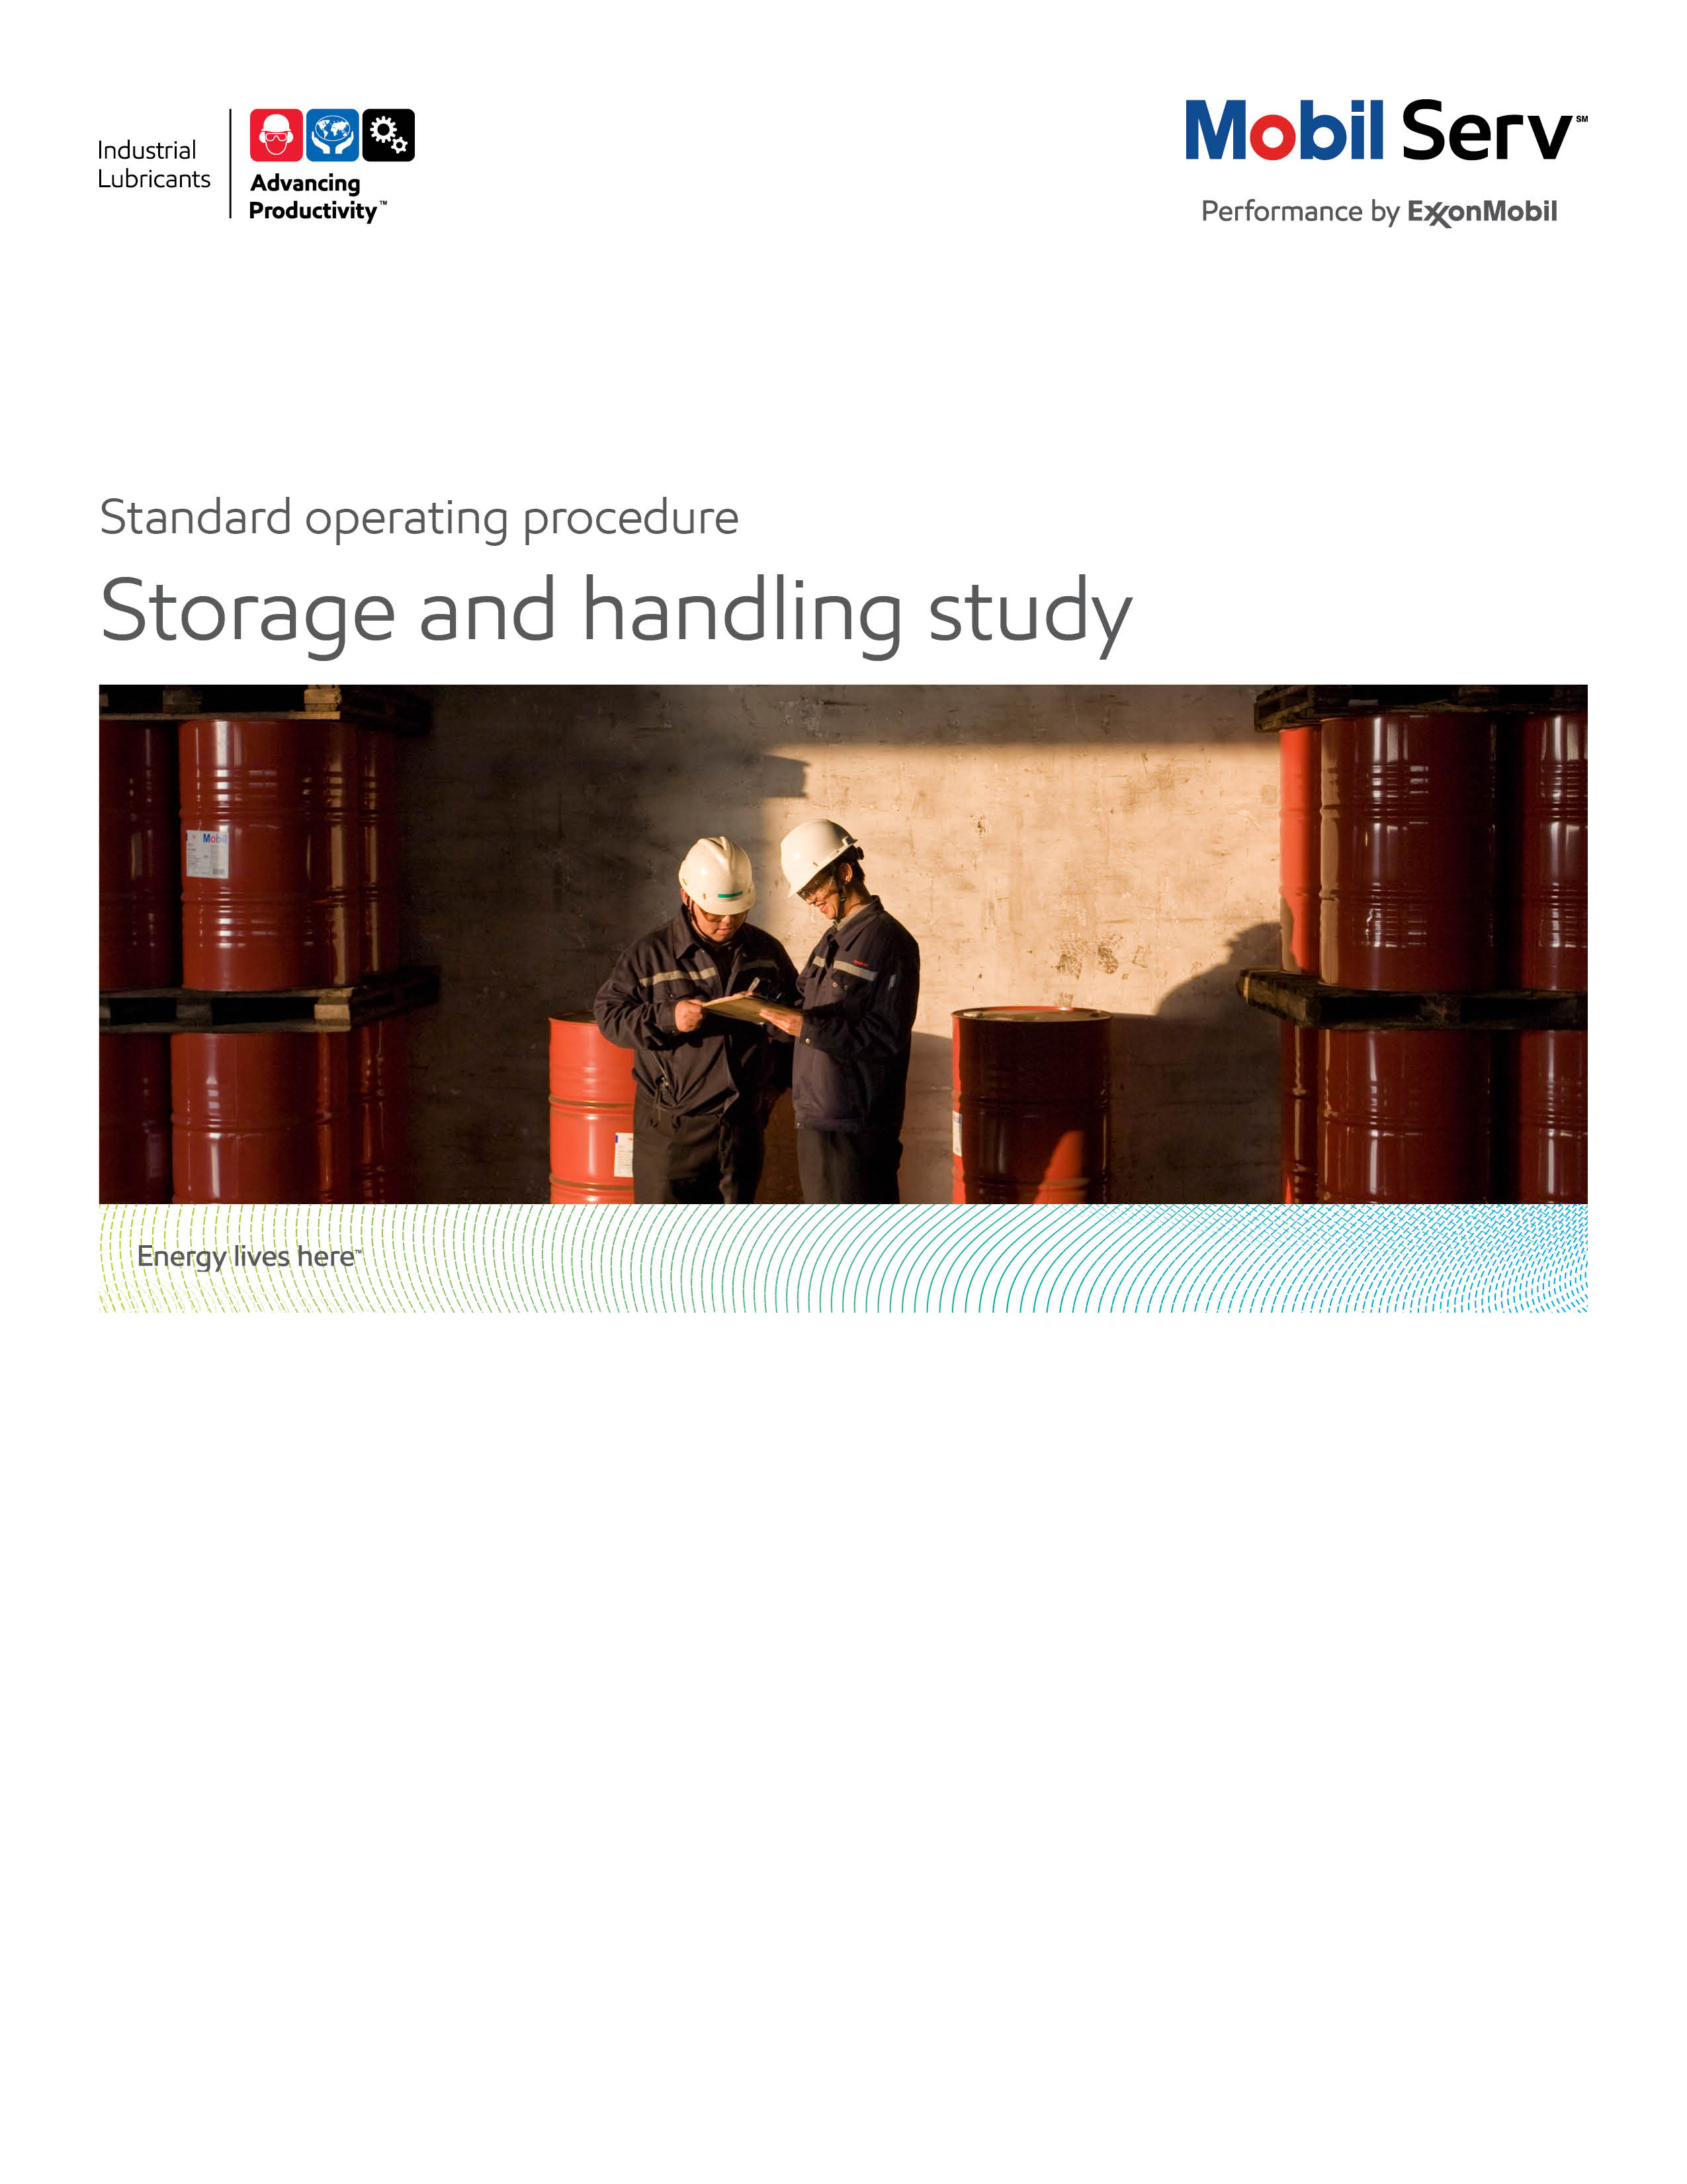 Industrial
Lubricants
Advancing
Productivity™
Mobil Serv℠
Performance by ExxonMobil
Standard operating procedure
Storage and handling study
Mobil
Energy lives here™